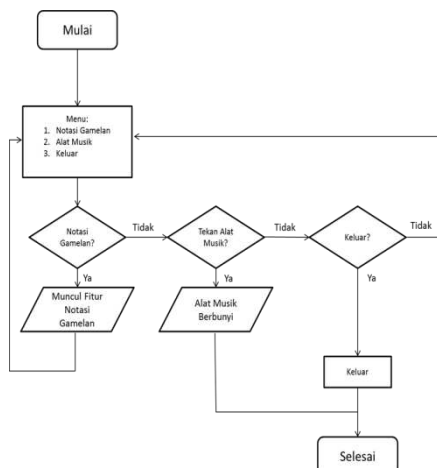 Mulai
Menu:
1. Notasi Gamelan
2. Alat Musik
3. Keluar
Notasi
Gamelan?
Tidak
Tekan Alat
Musik?
Tidak
Keluar?
Tidak
Ya
Ya
Ya
Muncul Fitur
Notasi
Gamelan
Alat Musik
Berbunyi
Keluar
Selesai